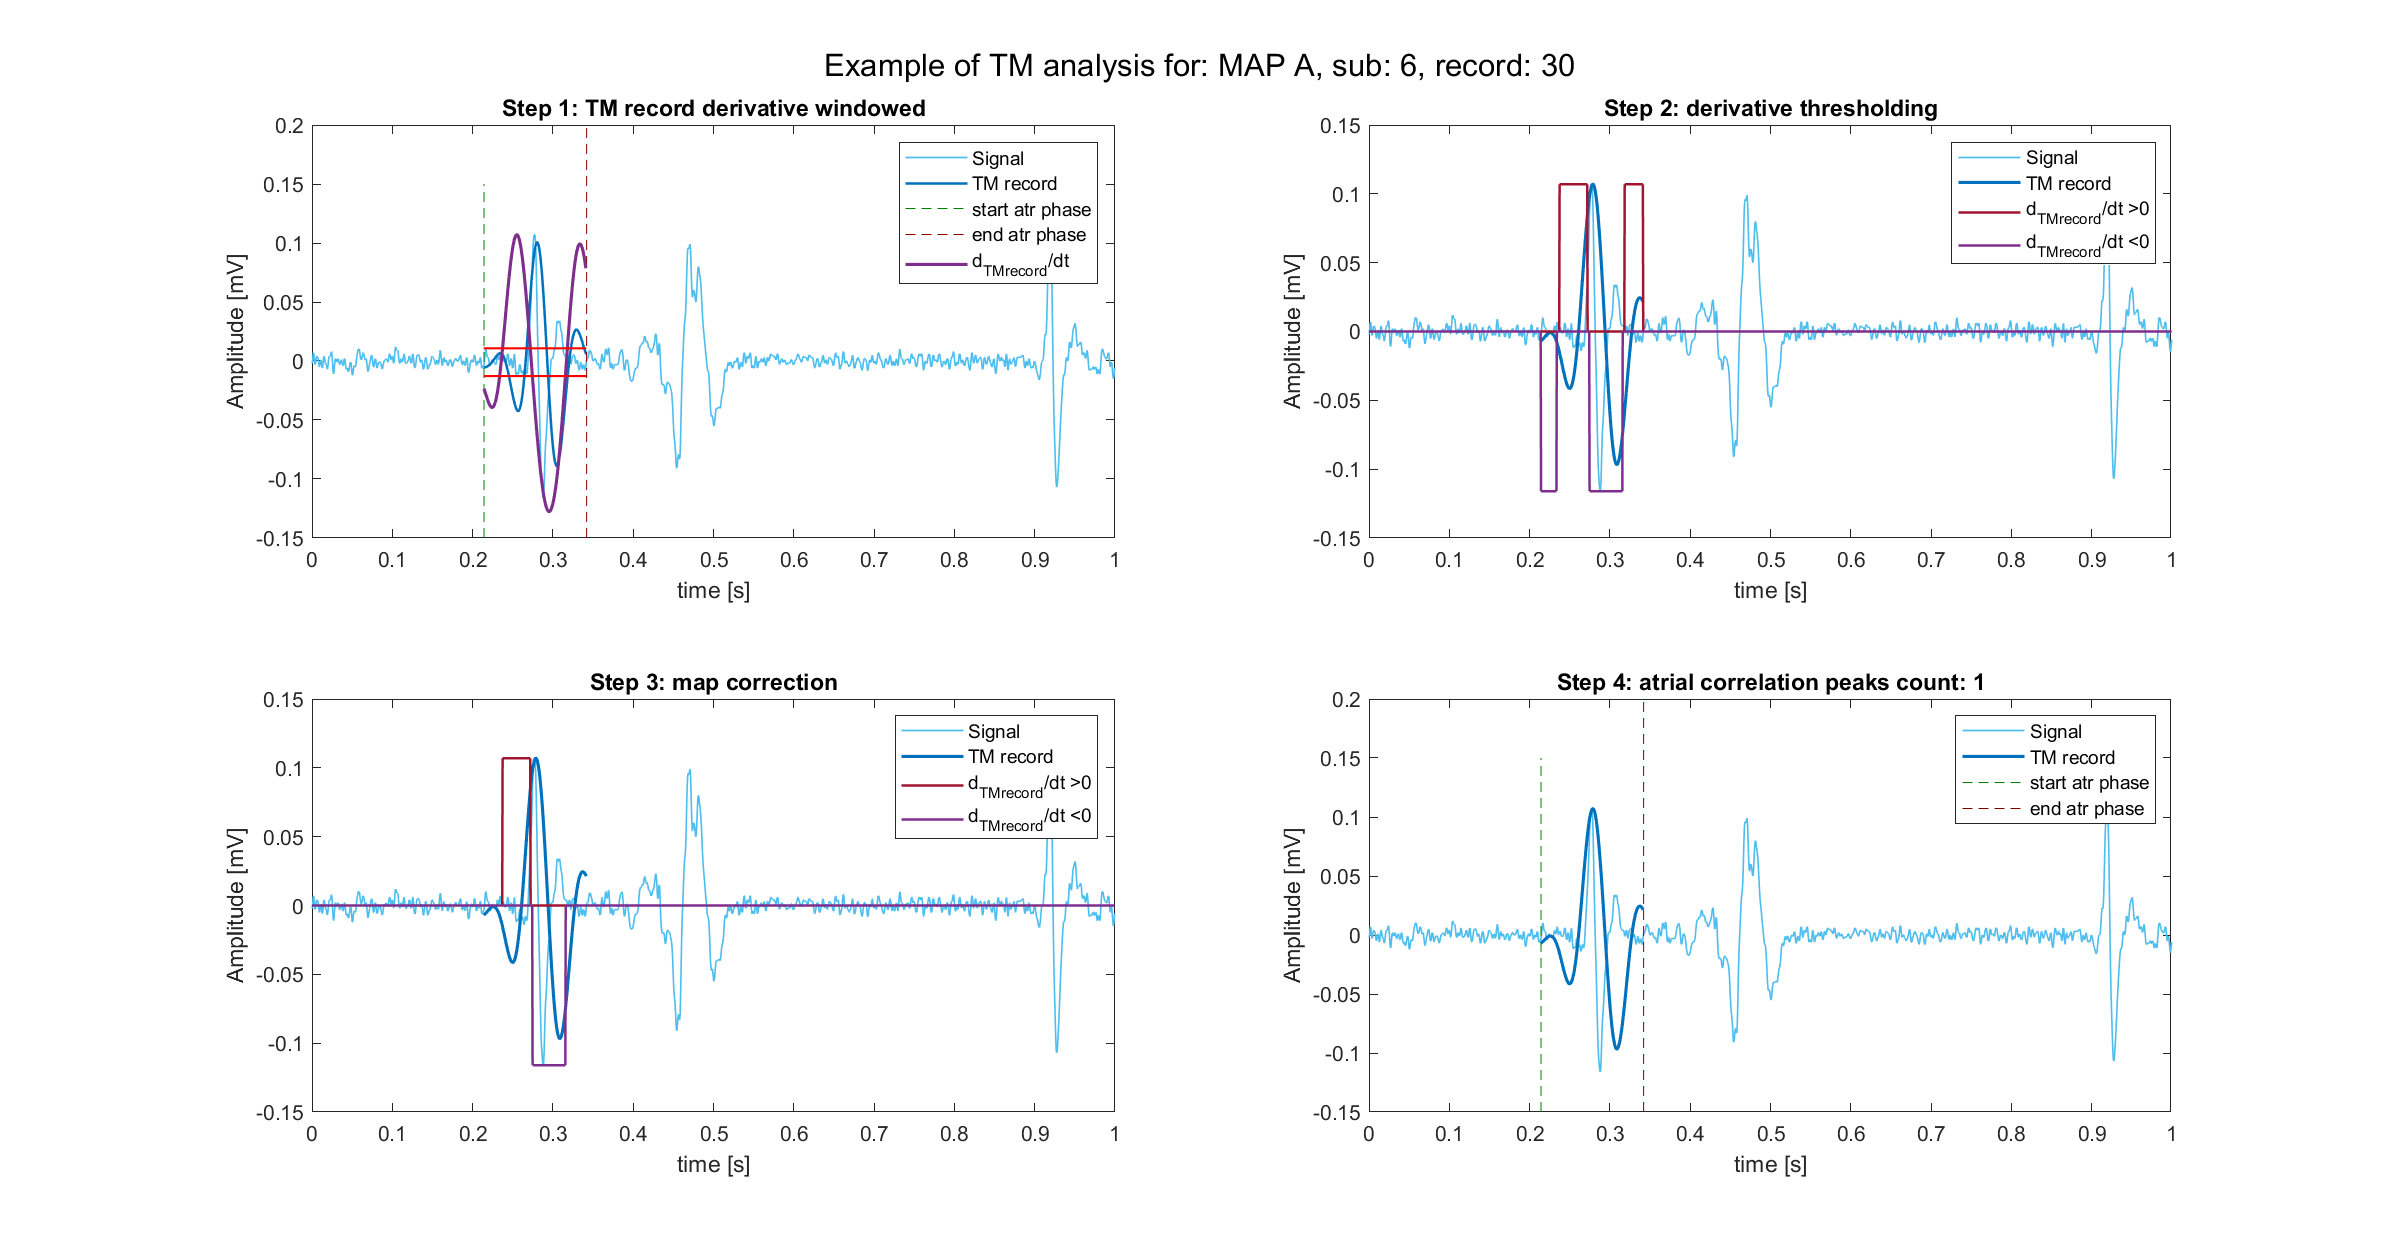 Example of TM analysis for: MAP A, sub: 6, record: 30
Step 1: TM record derivative windowed
0.2
0.15
0.1
0.05
0
-0.05
-0.1
-0.15
Amplitude [mV]
0 0.1 0.2 0.3 0.4 0.5 0.6 0.7 0.8 0.9 1
time [s]
Signal
TM record
start atr phase
end atr phase
dTMrecord/dt
Step 2: derivative thresholding
0.15
0.1
0.05
0
-0.05
-0.1
-0.15
Amplitude [mV]
0 0.1 0.2 0.3 0.4 0.5 0.6 0.7 0.8 0.9 1
time [s]
Signal
TM record
dTMrecord/dt >0
dTMrecord/dt <0
Step 3: map correction
0.15
0.1
0.05
0
-0.05
-0.1
-0.15
Amplitude [mV]
0 0.1 0.2 0.3 0.4 0.5 0.6 0.7 0.8 0.9 1
time [s]
Signal
TM record
dTMrecord/dt >0
dTMrecord/dt <0
Step 4: atrial correlation peaks count: 1
0.2
0.15
0.1
0.05
0
-0.05
-0.1
-0.15
Amplitude [mV]
0 0.1 0.2 0.3 0.4 0.5 0.6 0.7 0.8 0.9 1
time [s]
Signal
TM record
start atr phase
end atr phase